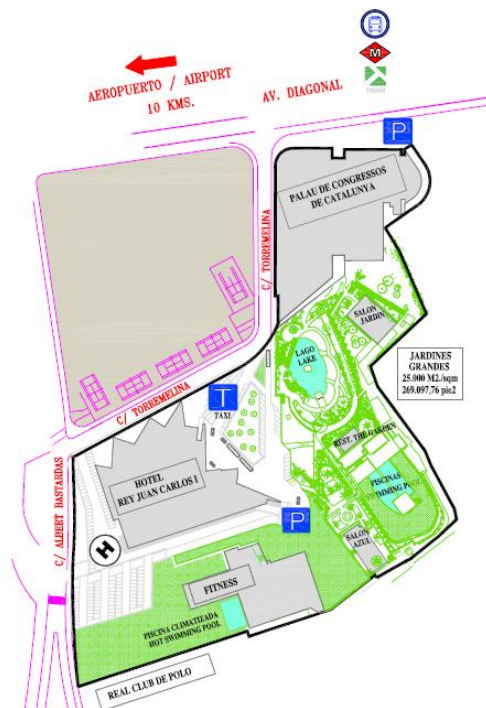 M
TRAM
AEROPUERTO / AIRPORT
10 KMS.
AV. DIAGONAL
P
PALAU DE CONGRESSOS
DE CATALUNYA
C/ TORREMELINA
SALON
JARDIN
LAGO
LAKE
JARDINES
GRANDES
25.000 M2./sqm
269.097,76 pie2
T
TAXI
C/ TORREMELINA
REST. THE GARDEN
HOTEL
REY JUAN CARLOS I
PISCINAS
SWIMMING POOL
C/ ALBERT BASTARDAS
P
H
SALON
AZUL
FITNESS
PISCINA CLIMATIZADA
HOT SWIMMING POOL
REAL CLUB DE POLO